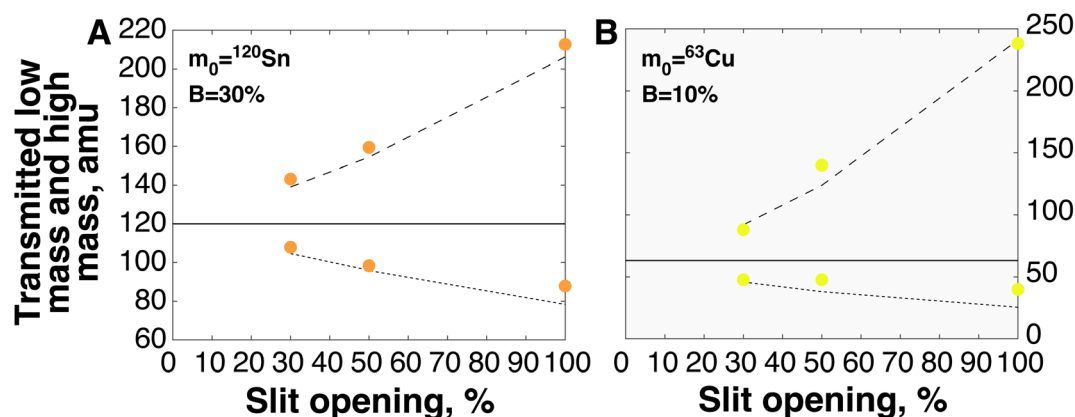 A
m0=120Sn
B=30%
Transmitted low
mass and high
mass, amu
220
200
180
160
140
120
100
80
60
0 10 20 30 40 50 60 70 80 90 100
Slit opening, %
B
m0=63Cu
B=10%
250
200
150
100
50
0
0 10 20 30 40 50 60 70 80 90 100
Slit opening, %